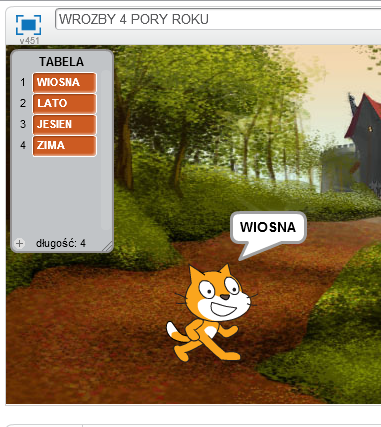 WROZBY 4 PORY ROKU
v451
TABELA
1 WIOSNA
2 LATO
3 JESIEN
4 ZIMA
WIOSNA
+ długość: 4